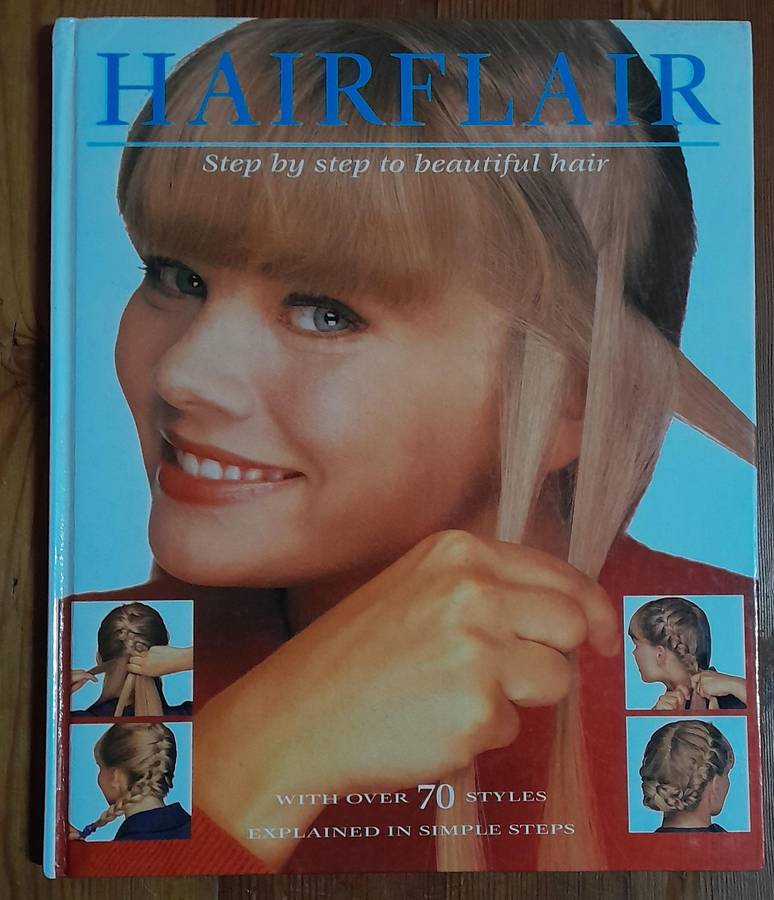 HAIRFLAIR
Step by step to beautiful hair
WITH OVER 70 STYLES
EXPLAINED IN SIMPLE STEPS